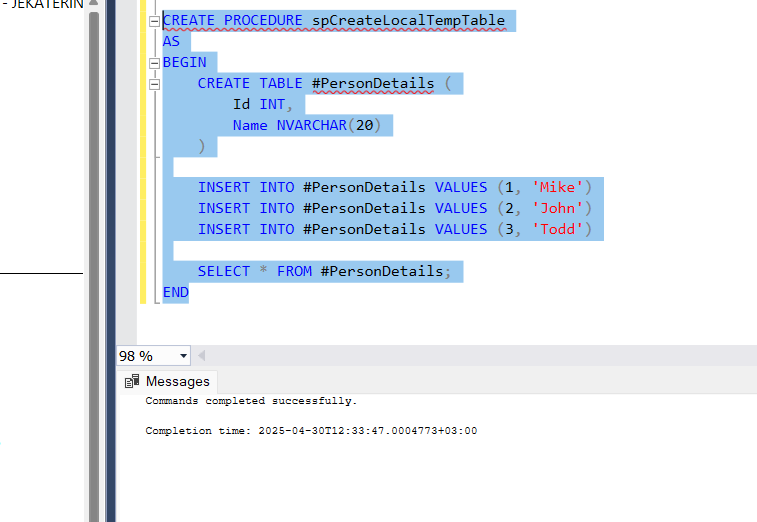 - JEKATERIN
CREATE PROCEDURE spCreateLocalTempTable
AS
BEGIN
CREATE TABLE #PersonDetails (
Id INT,
Name NVARCHAR(20)
)
INSERT INTO #PersonDetails VALUES (1, 'Mike')
INSERT INTO #PersonDetails VALUES (2, 'John')
INSERT INTO #PersonDetails VALUES (3, 'Todd')
SELECT * FROM #PersonDetails;
END
98 %
Messages
Commands completed successfully.
Completion time: 2025-04-30T12:33:47.0004773+03:00